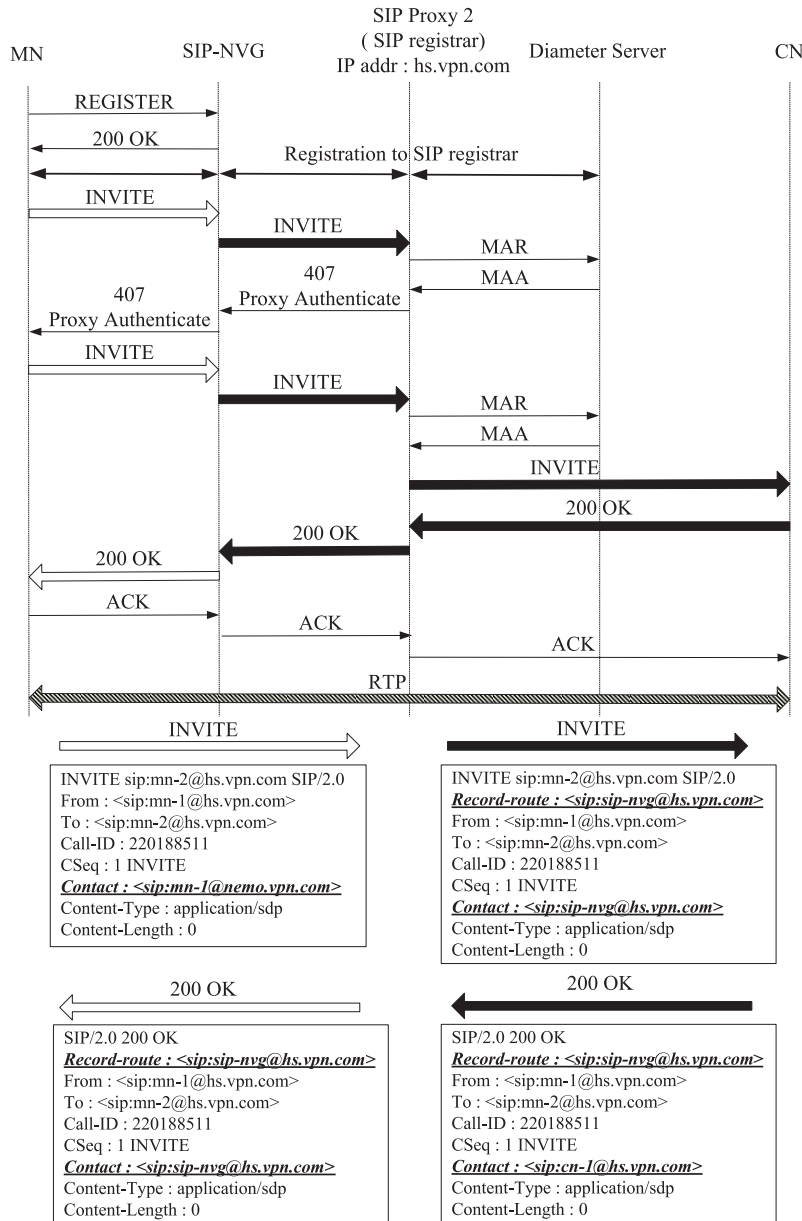 SIP Proxy 2
( SIP registrar)
MN
SIP-NVG
IP addr : hs.vpn.com
Diameter Server
CN
REGISTER
200 OK
Registration to SIP registrar
INVITE
INVITE
MAR
MAA
407
Proxy Authenticate
407
Proxy Authenticate
INVITE
INVITE
MAR
MAA
INVITE
200 OK
200 OK
200 OK
ACK
ACK
ACK
RTP
INVITE
INVITE sip:mn-2@hs.vpn.com SIP/2.0
From : <sip:mn-1@hs.vpn.com>
To : <sip:mn-2@hs.vpn.com>
Call-ID : 220188511
CSeq : 1 INVITE
Contact : <sip:mn-1@nemo.vpn.com>
Content-Type : application/sdp
Content-Length : 0
INVITE
INVITE sip:mn-2@hs.vpn.com SIP/2.0
Record-route : <sip:sip-nvg@hs.vpn.com>
From : <sip:mn-1@hs.vpn.com>
To : <sip:mn-2@hs.vpn.com>
Call-ID : 220188511
CSeq : 1 INVITE
Contact : <sip:sip-nvg@hs.vpn.com>
Content-Type : application/sdp
Content-Length : 0
200 OK
SIP/2.0 200 OK
Record-route : <sip:sip-nvg@hs.vpn.com>
From : <sip:mn-1@hs.vpn.com>
To : <sip:mn-2@hs.vpn.com>
Call-ID : 220188511
CSeq : 1 INVITE
Contact : <sip:sip-nvg@hs.vpn.com>
Content-Type : application/sdp
Content-Length : 0
200 OK
SIP/2.0 200 OK
Record-route : <sip:sip-nvg@hs.vpn.com>
From : <sip:mn-1@hs.vpn.com>
To : <sip:mn-2@hs.vpn.com>
Call-ID : 220188511
CSeq : 1 INVITE
Contact : <sip:cn-1@hs.vpn.com>
Content-Type : application/sdp
Content-Length : 0